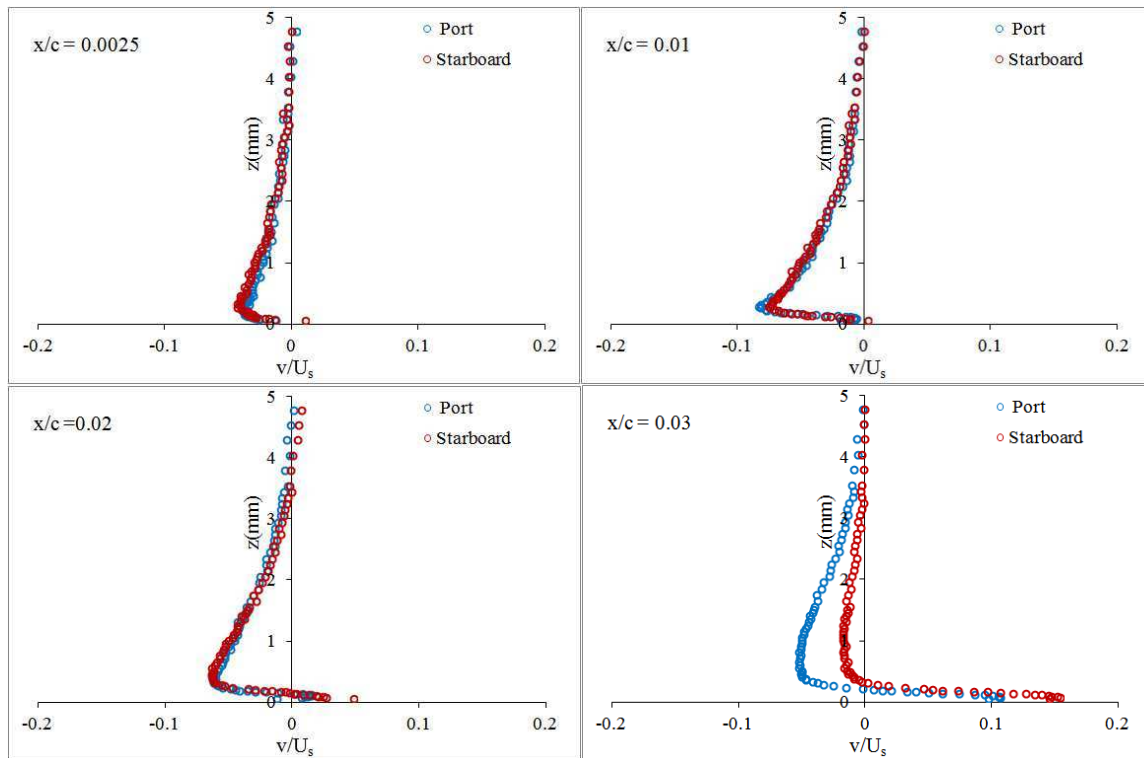 x/c = 0.0025
Port
Starboard
z(mm)
5
4
3
2
1
0
-0.2 -0.1 0 0.1 0.2
v/Us
x/c = 0.01
Port
Starboard
z(mm)
5
4
3
2
1
0
-0.2 -0.1 0 0.1 0.2
v/Us
x/c =0.02
Port
Starboard
z(mm)
5
4
3
2
1
0
-0.2 -0.1 0 0.1 0.2
v/Us
x/c = 0.03
Port
Starboard
z(mm)
5
4
3
2
1
0
-0.2 -0.1 0 0.1 0.2
v/Us